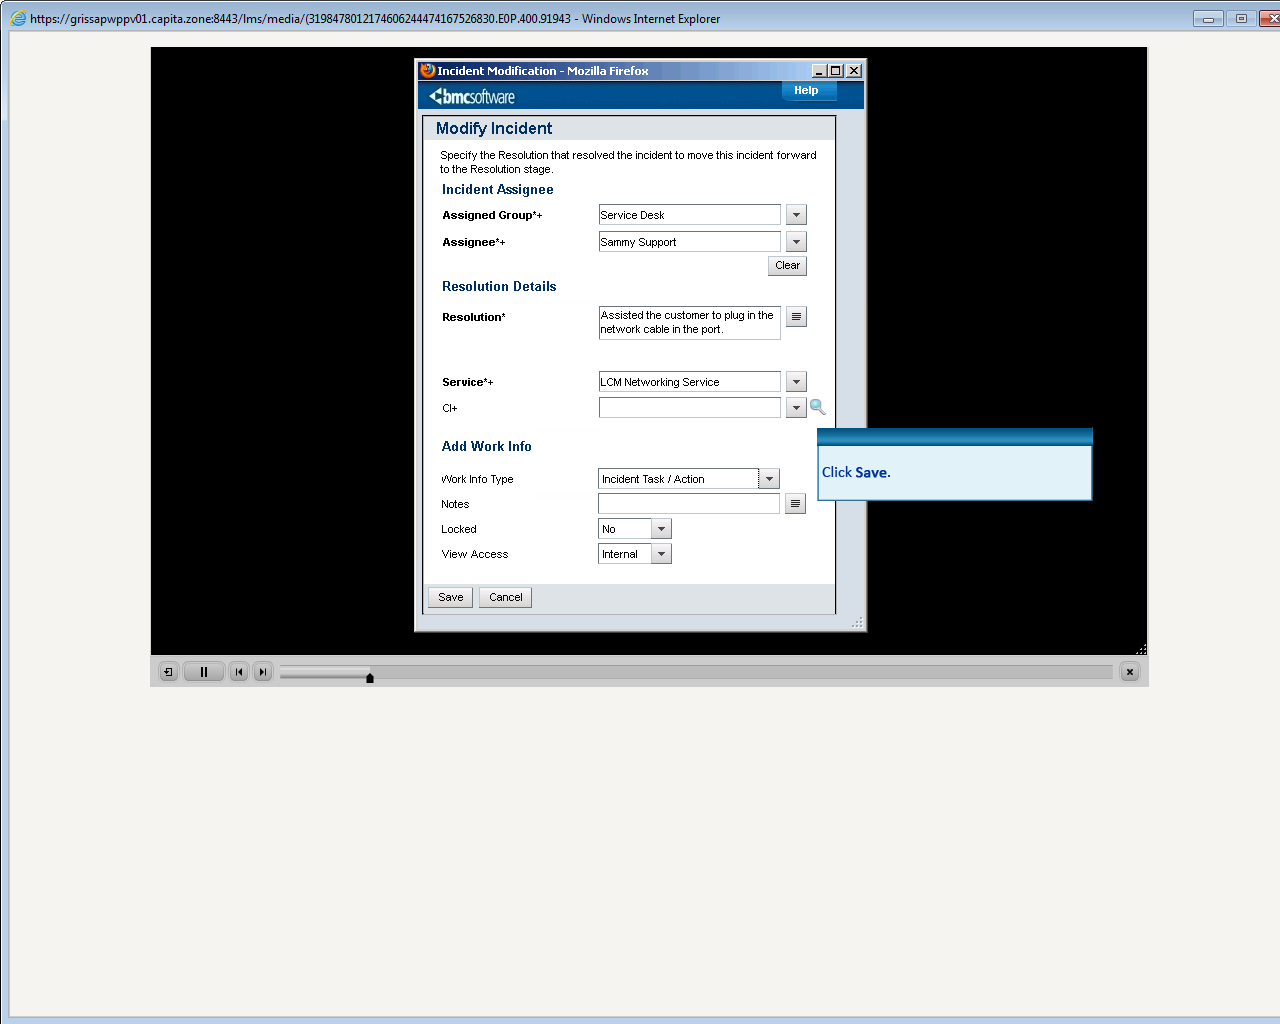 https://grissapwppv01.capita.zone:8443/lms/media/(3198478012174606244474167526830.E0P.400.91943 - Windows Internet Explorer
Incident Modification - Mozilla Firefox
bmcsoftware
Help
Modify Incident
Specify the Resolution that resolved the incident to move this incident forward
to the Resolution stage.
Incident Assignee
Assigned Group*+
Service Desk
Assignee*+
Sammy Support
Clear
Resolution Details
Resolution*
Assisted the customer to plug in the
network cable in the port.
Service*+
LCM Networking Service
CI+
Add Work Info
Click Save.
Work Info Type
Incident Task / Action
Notes
Locked
No
View Access
Internal
Save
Cancel